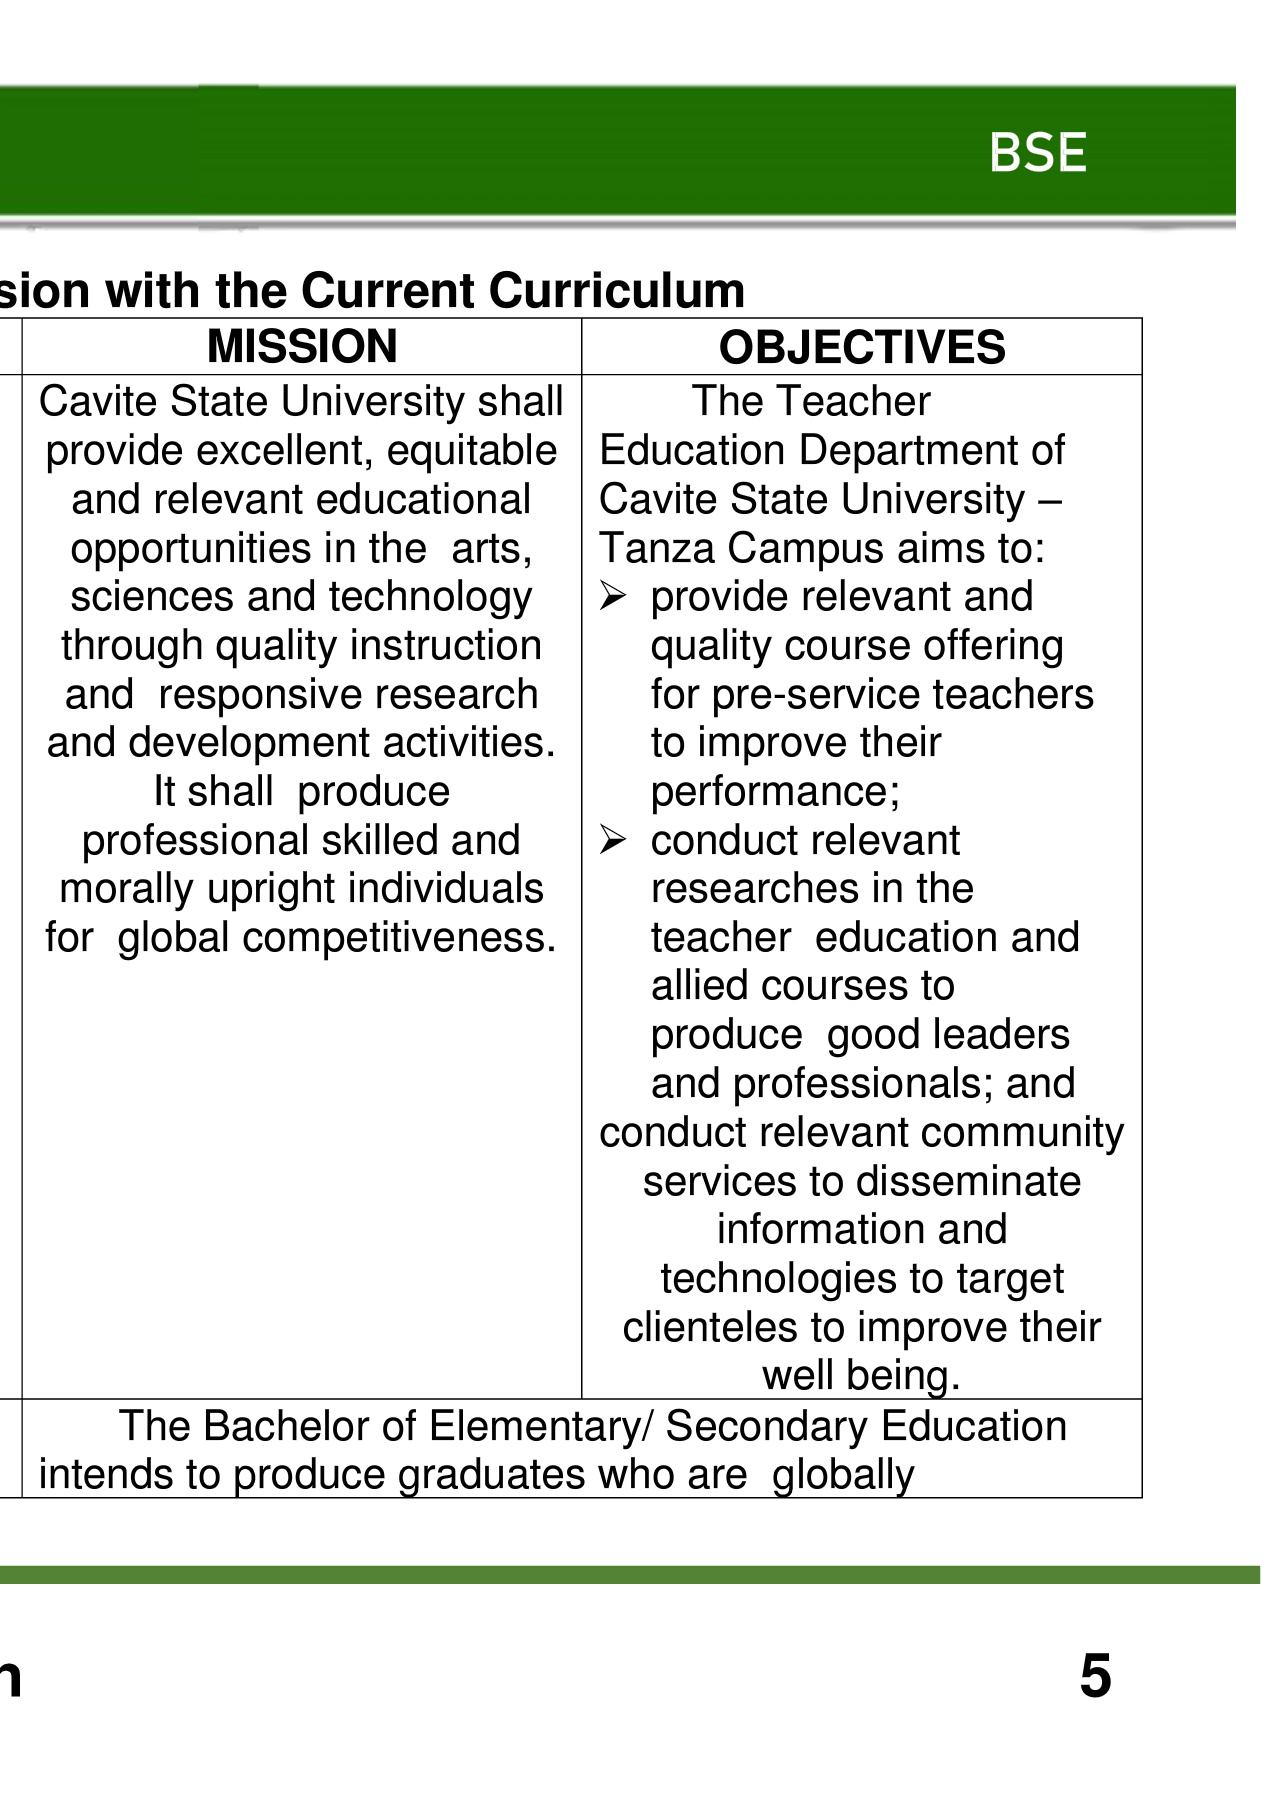 BSE
sion with the Current Curriculum
MISSION
OBJECTIVES
Cavite State University shall
provide excellent, equitable
and relevant educational
opportunities in the  arts,
sciences and technology
through quality instruction
and  responsive research
and development activities.
It shall  produce
professional skilled and
morally upright individuals
for  global competitiveness.
The Teacher
Education Department of
Cavite State University –
Tanza Campus aims to:
➢ provide relevant and
quality course offering
for pre-service teachers
to improve their
performance;
➢ conduct relevant
researches in the
teacher  education and
allied courses to
produce  good leaders
and professionals; and
conduct relevant community
services to disseminate
information and
technologies to target
clienteles to improve their
well being.
The Bachelor of Elementary/ Secondary Education
intends to produce graduates who are  globally
n
5